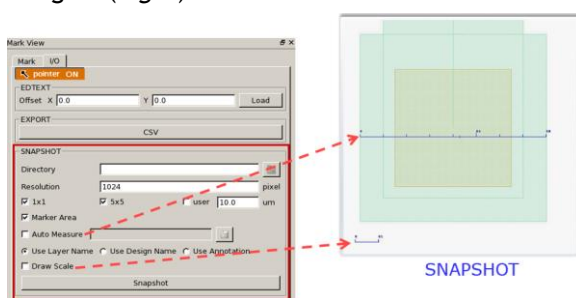 Mark View
Mark I/O
pointer ON
EDTEXT
Offset X 0.0 Y 0.0 Load
EXPORT
CSV
SNAPSHOT
Directory
Resolution 1024 pixel
1x1 5x5 user 10.0 um
Marker Area
Auto Measure
Use Layer Name Use Design Name Use Annotation
Draw Scale
Snapshot
SNAPSHOT